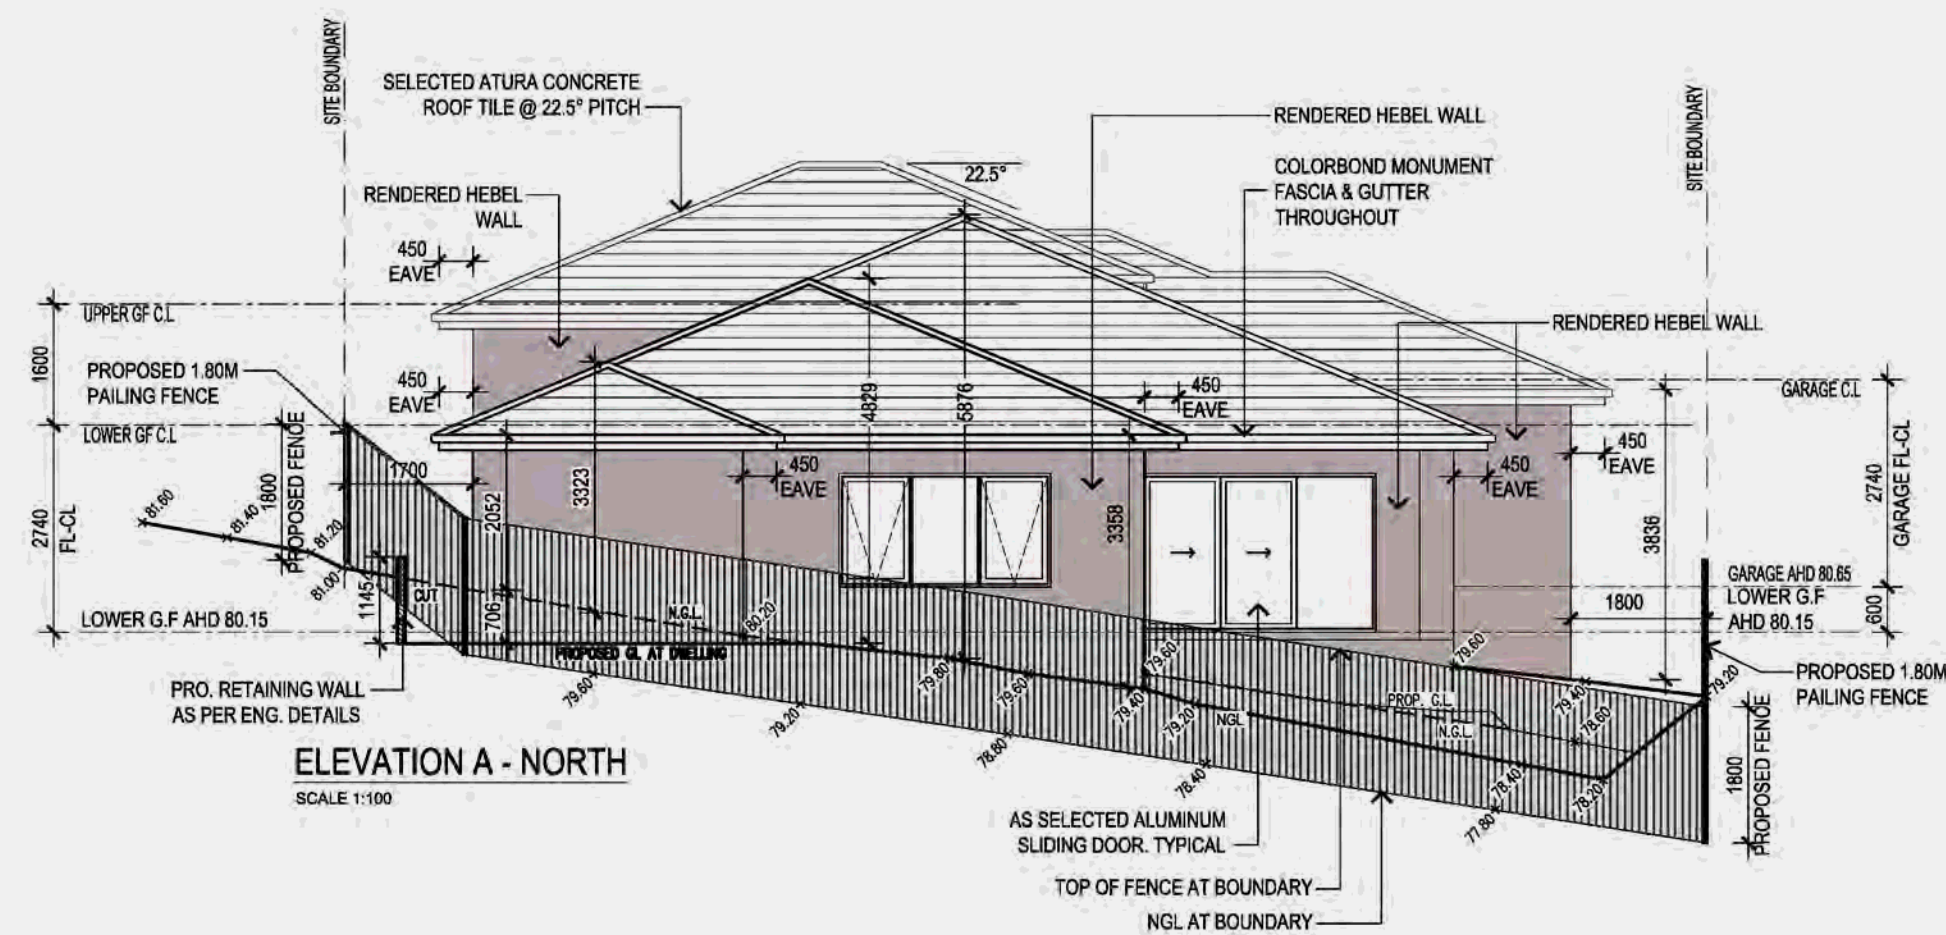 SITE BOUNDARY
SELECTED ATURA CONCRETE
ROOF TILE @ 22.5° PITCH
RENDERED HEBEL WALL
SITE BOUNDARY
22.5°
COLORBOND MONUMENT
FASCIA & GUTTER
THROUGHOUT
RENDERED HEBEL
WALL
450
EAVE
UPPER GF C.L
RENDERED HEBEL WALL
1600
PROPOSED 1.80M
PAILING FENCE
450
EAVE
4829
5876
450
EAVE
GARAGE C.L
LOWER GF C.L
1800
PROPOSED FENCE
1700
2052
3323
450
EAVE
3358
450
EAVE
450
EAVE
2740
GARAGE FL-CL
2740
FL-CL
81.60
81.40
81.20
81.00
3836
1145
CUT
706
N.G.L.
80.20
GARAGE AHD 80.65
LOWER G.F
AHD 80.15
1800
600
LOWER G.F AHD 80.15
PROPOSED GL AT DWELLING
79.60
79.20
79.80
79.60
78.80
79.60
79.40
79.20
NGL
78.40
79.60
PROP. G.L.
N.G.L.
79.40
78.60
78.40
78.20
77.80
79.20
PROPOSED 1.80M
PAILING FENCE
1800
PROPOSED FENCE
PRO. RETAINING WALL
AS PER ENG. DETAILS
ELEVATION A - NORTH
SCALE 1:100
AS SELECTED ALUMINUM
SLIDING DOOR. TYPICAL
TOP OF FENCE AT BOUNDARY
NGL AT BOUNDARY